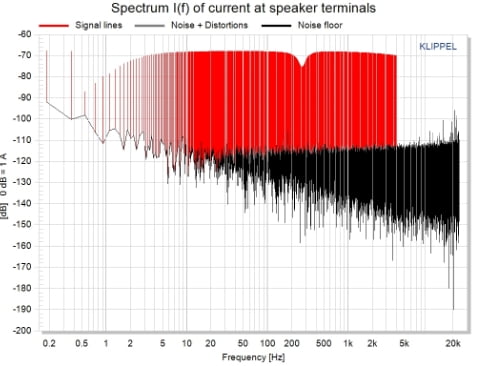 Spectrum I(f) of current at speaker terminals
Signal lines Noise + Distortions Noise floor
KLIPPEL
-60
-70
-80
-90
-100
-110
-120
-130
-140
-150
-160
-170
-180
-190
-200
[dB] 0 dB = 1 A
0.2 0.5 1 2 5 10 20 50 100 200 500 1k 2k 5k 20k
Frequency [Hz]